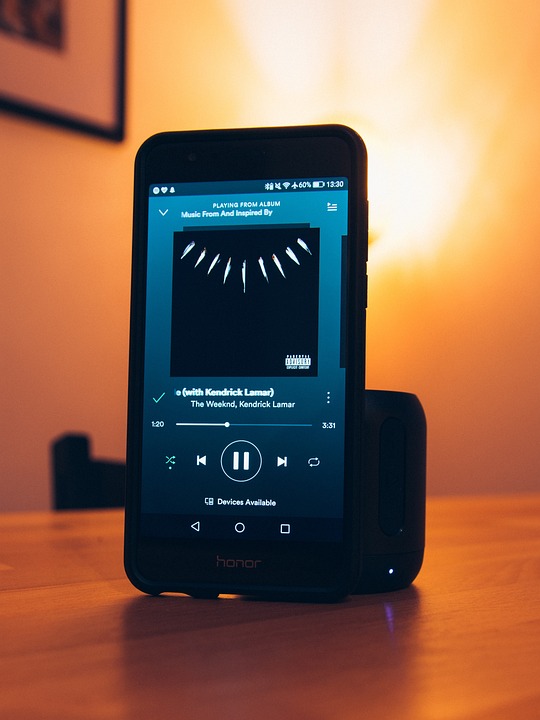 60% 13:30
PLAYING FROM ALBUM
Music From And Inspired By
PARENTAL
ADVISORY
EXPLICIT CONTENT
e (with Kendrick Lamar)
The Weeknd, Kendrick Lamar
1:20 3:31
Devices Available
honor